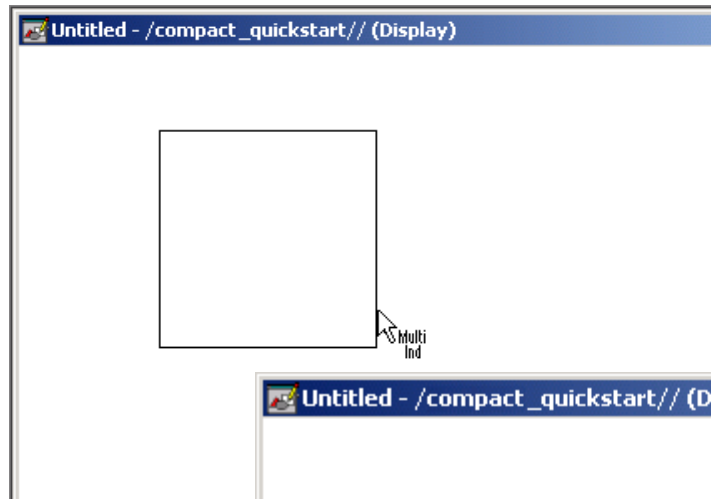 Untitled - /compact_quickstart// (Display)
Multi
Ind
Untitled - /compact_quickstart// (D